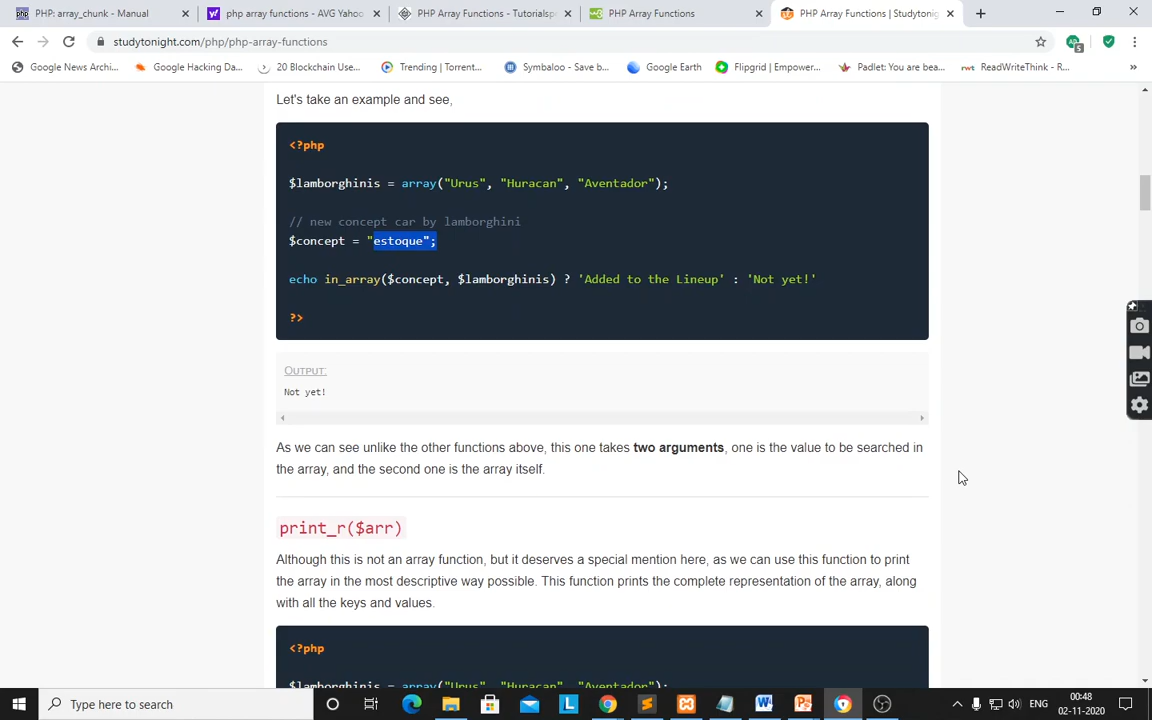 PHP: array_chunk - Manual
php array functions - AVG Yahoo
PHP Array Functions - Tutorialsp
PHP Array Functions
PHP Array Functions | Studytonig
studytonight.com/php/php-array-functions
5
Google News Archi...
Google Hacking Da...
20 Blockchain Use...
Trending | Torrent...
Symbaloo - Save b...
Google Earth
Flipgrid | Empower...
Padlet: You are bea...
ReadWriteThink - R...
Let's take an example and see,
<?php
$lamborghinis = array("Urus", "Huracan", "Aventador");
// new concept car by lamborghini
$concept = "estoque";
echo in_array($concept, $lamborghinis) ? 'Added to the Lineup' : 'Not yet!'
?>
OUTPUT:
Not yet!
As we can see unlike the other functions above, this one takes two arguments, one is the value to be searched in
the array, and the second one is the array itself.
print_r($arr)
Although this is not an array function, but it deserves a special mention here, as we can use this function to print
the array in the most descriptive way possible. This function prints the complete representation of the array, along
with all the keys and values.
<?php
$lamborghinis = array("Urus", "Huracan", "Aventador");
Type here to search
ENG
00:48
02-11-2020